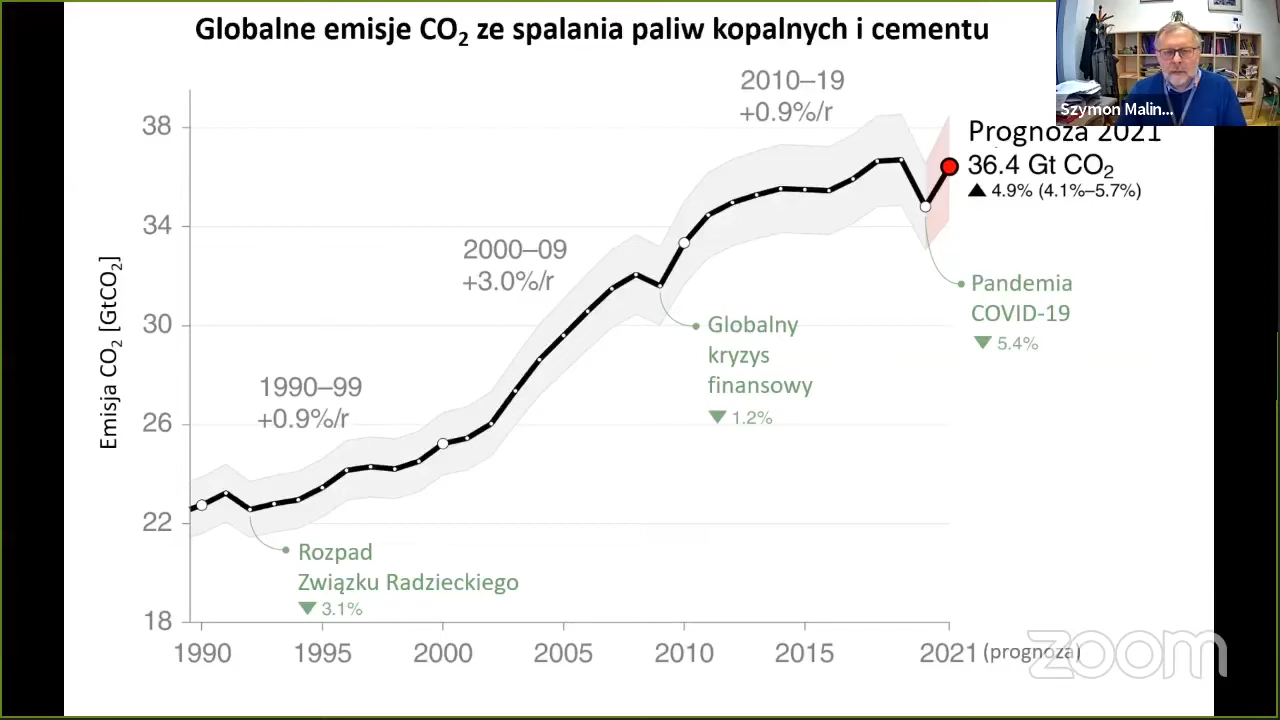 Globalne emisje CO₂ ze spalania paliw kopalnych i cementu
Szymon Malin...
2010–19
+0.9%/r
Prognoza 2021
36.4 Gt CO₂
▲ 4.9% (4.1%–5.7%)
38
34
30
26
22
18
Emisja CO₂ [GtCO₂]
2000–09
+3.0%/r
Pandemia
COVID-19
▼ 5.4%
Globalny
kryzys
finansowy
▼ 1.2%
1990–99
+0.9%/r
Rozpad
Związku Radzieckiego
▼ 3.1%
1990 1995 2000 2005 2010 2015 2021 (prognoza)
zoom